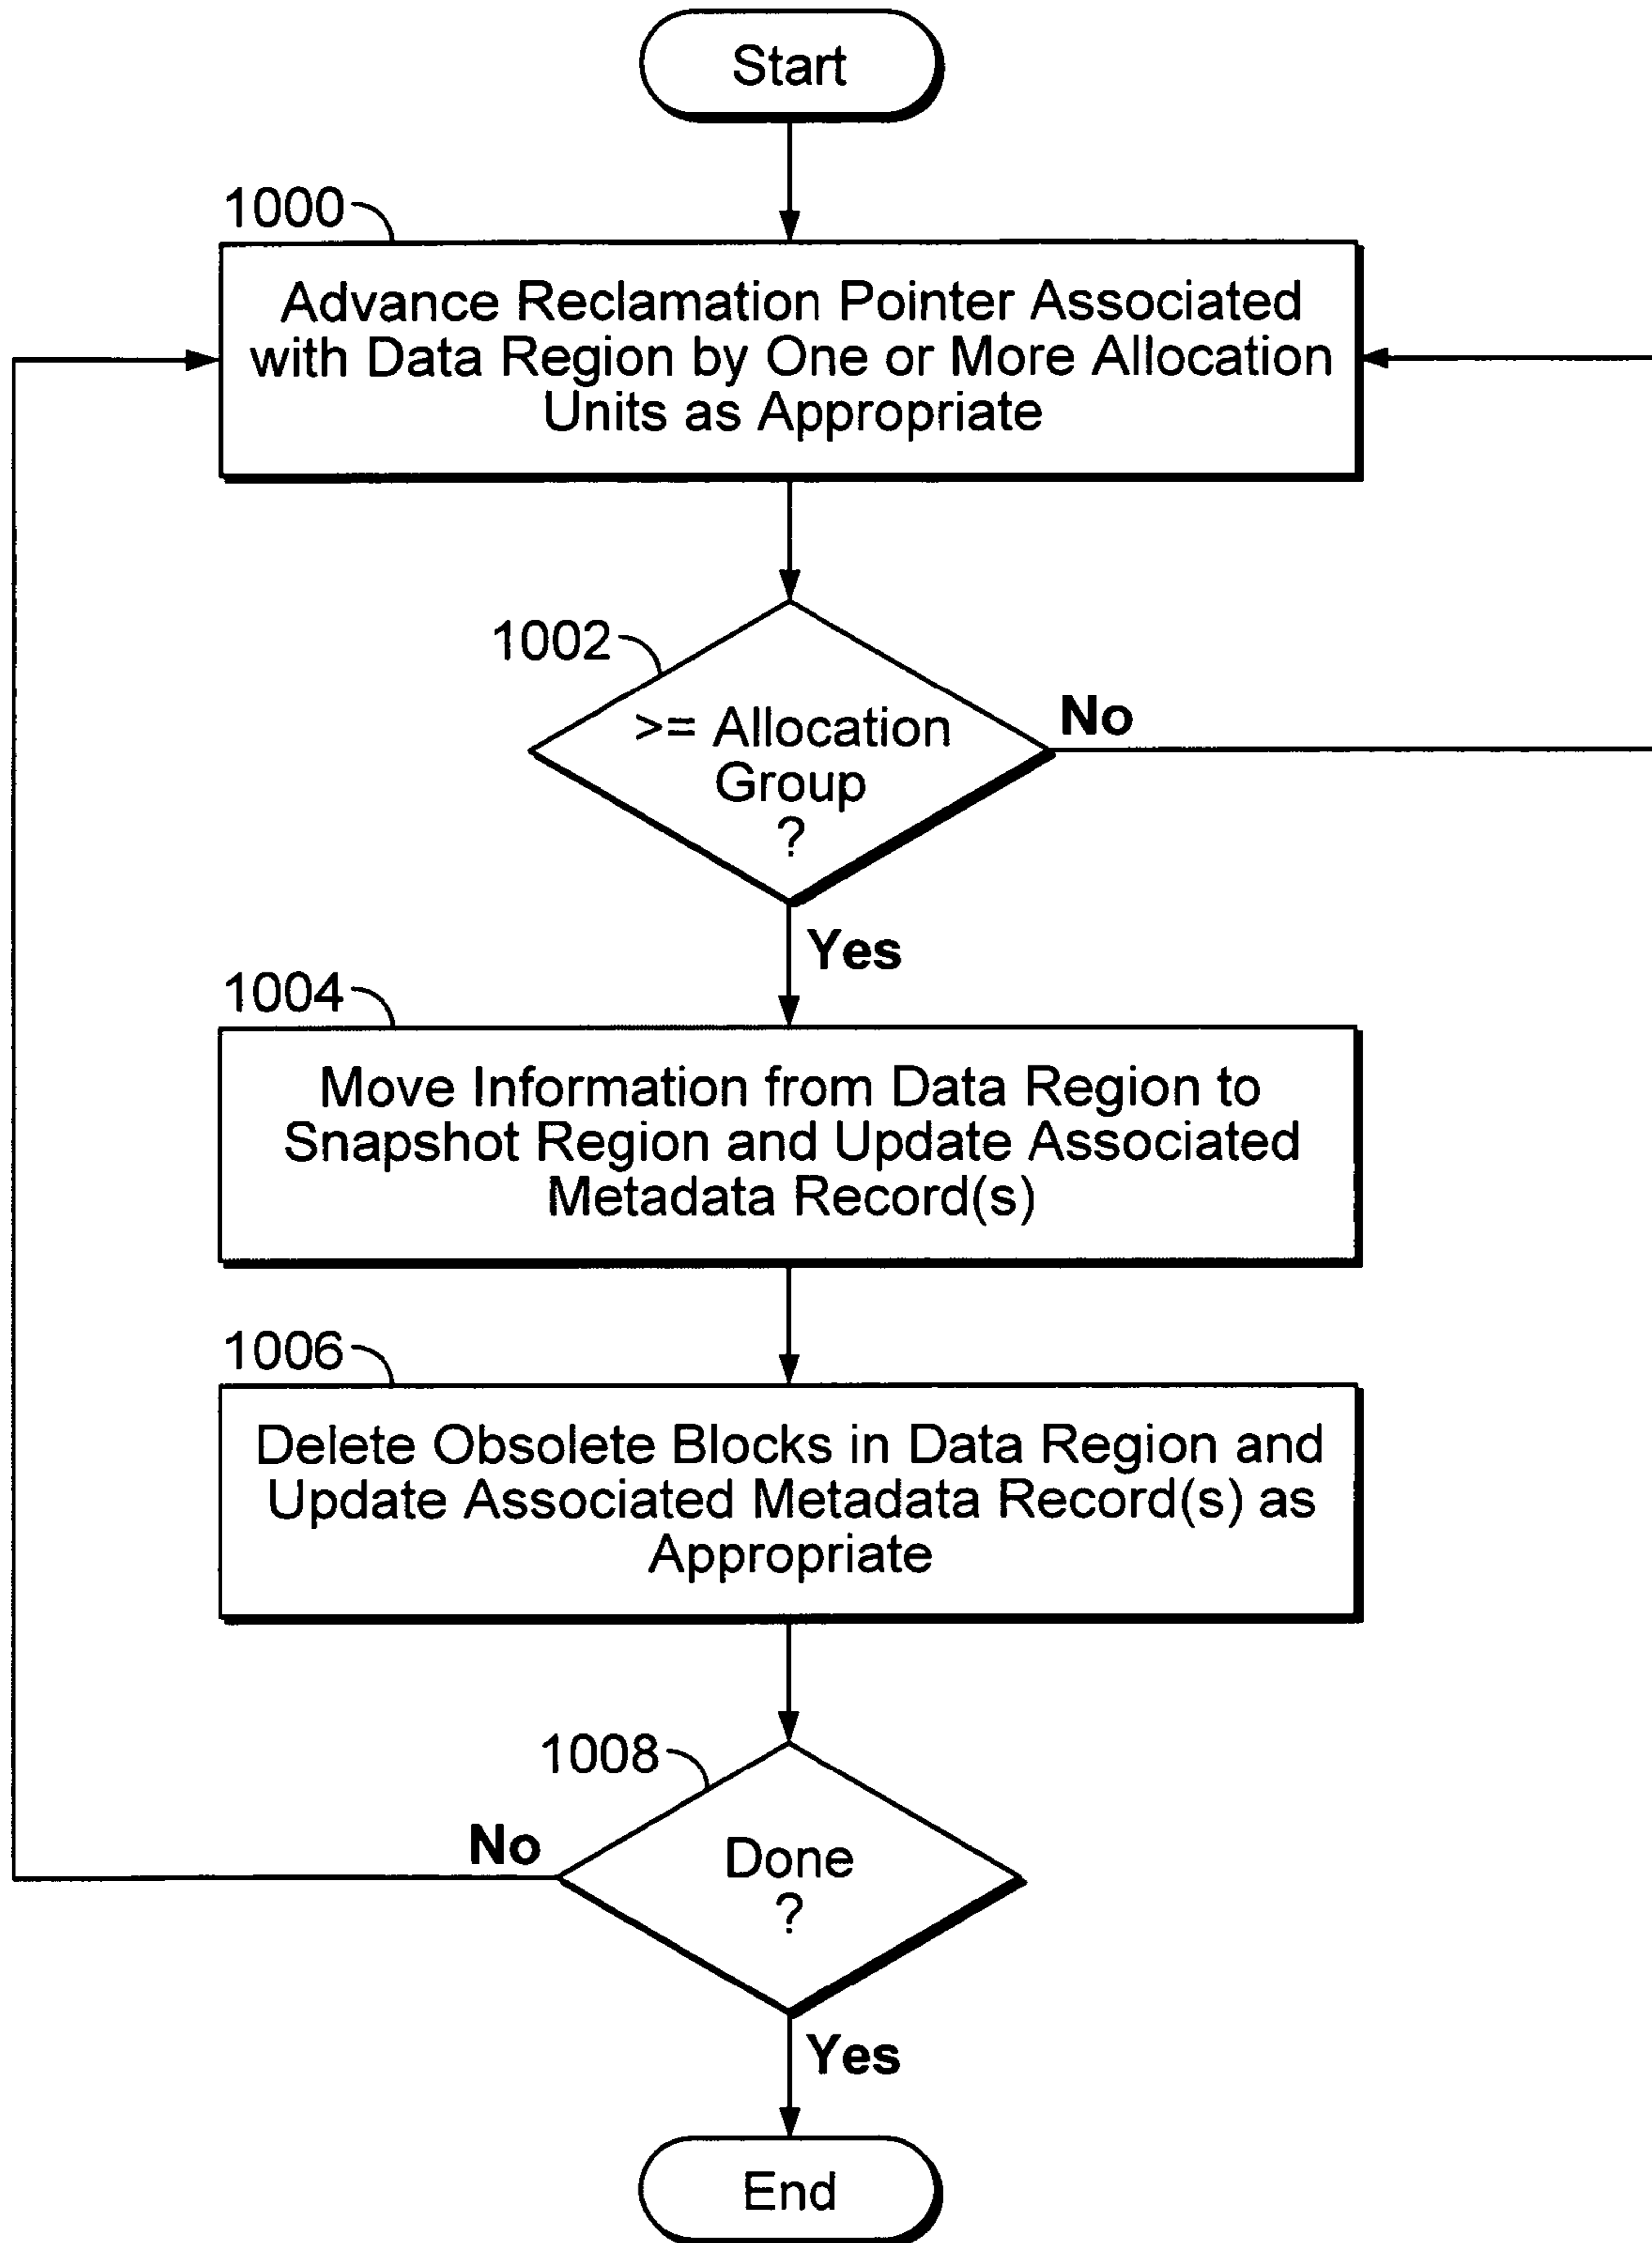 Start
1000
Advance Reclamation Pointer Associated
with Data Region by One or More Allocation
Units as Appropriate
1002
>= Allocation
Group
?
No
Yes
1004
Move Information from Data Region to
Snapshot Region and Update Associated
Metadata Record(s)
1006
Delete Obsolete Blocks in Data Region and
Update Associated Metadata Record(s) as
Appropriate
1008
Done
?
No
Yes
End